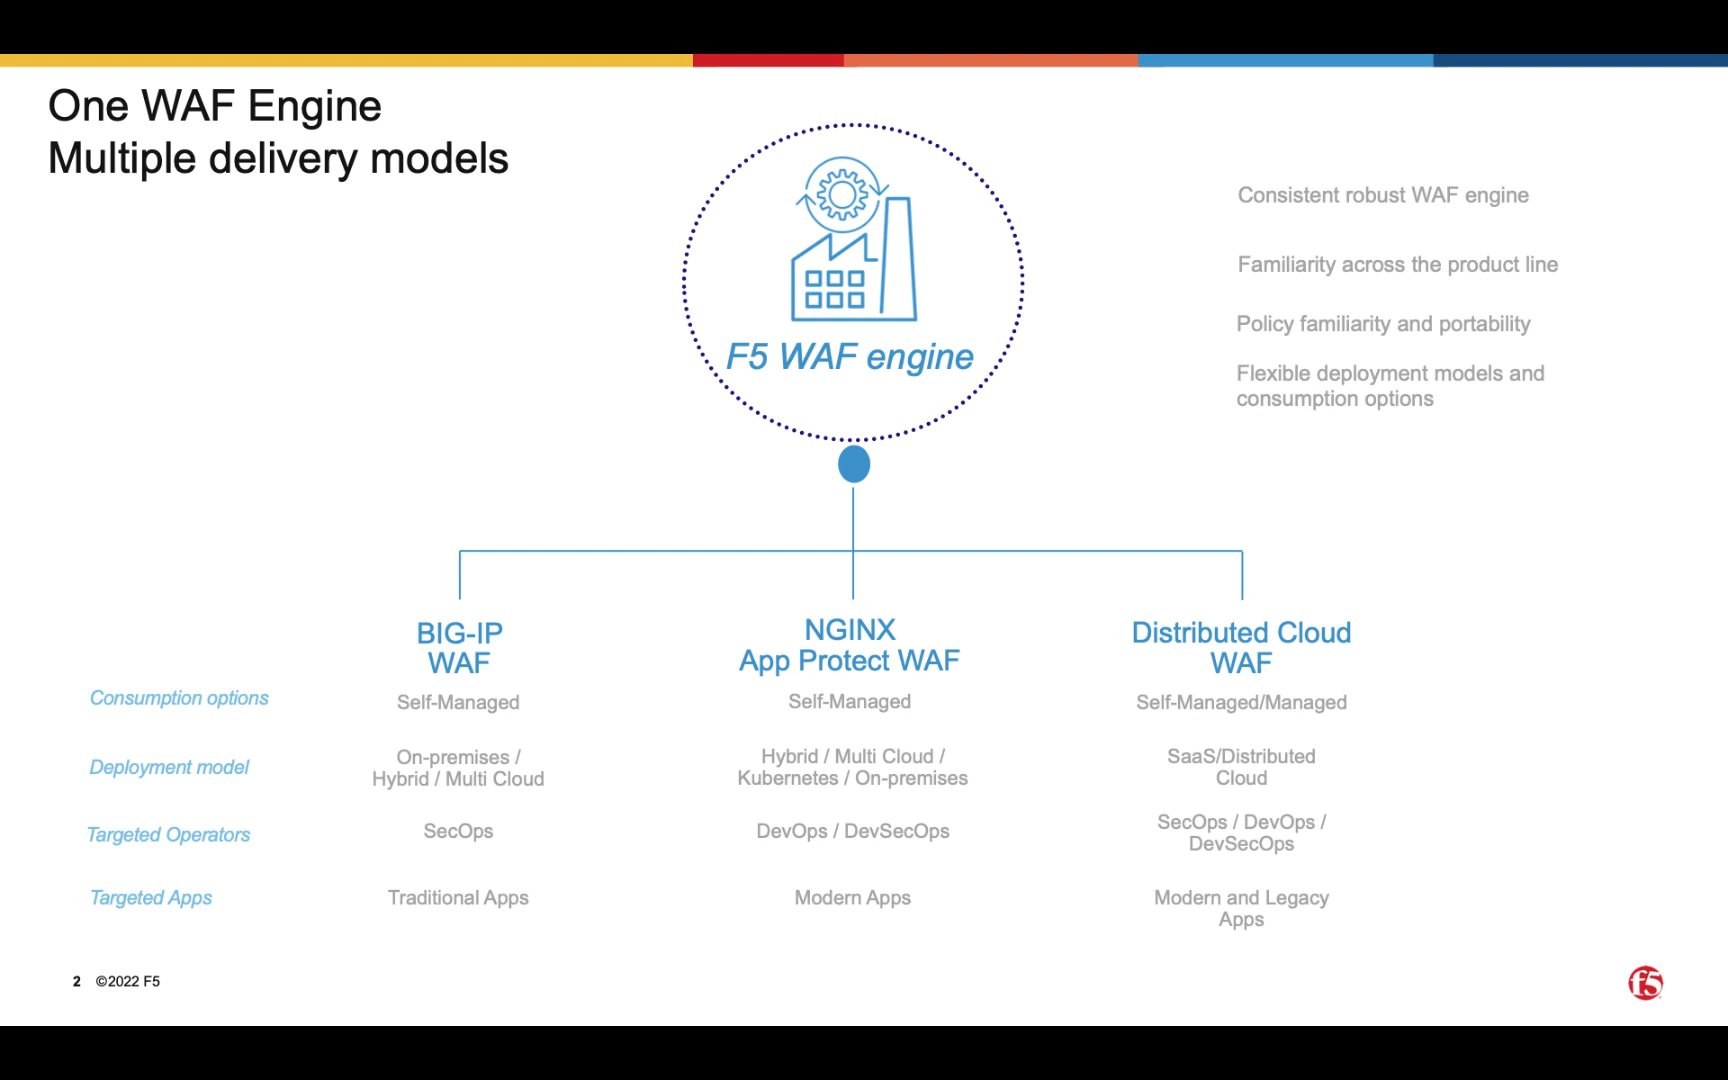 One WAF Engine
Multiple delivery models
F5 WAF engine
Consistent robust WAF engine
Familiarity across the product line
Policy familiarity and portability
Flexible deployment models and
consumption options
BIG-IP
WAF
NGINX
App Protect WAF
Distributed Cloud
WAF
Consumption options
Self-Managed
Self-Managed
Self-Managed/Managed
Deployment model
On-premises /
Hybrid / Multi Cloud
Hybrid / Multi Cloud /
Kubernetes / On-premises
SaaS/Distributed
Cloud
Targeted Operators
SecOps
DevOps / DevSecOps
SecOps / DevOps /
DevSecOps
Targeted Apps
Traditional Apps
Modern Apps
Modern and Legacy
Apps
2 ©2022 F5
f5